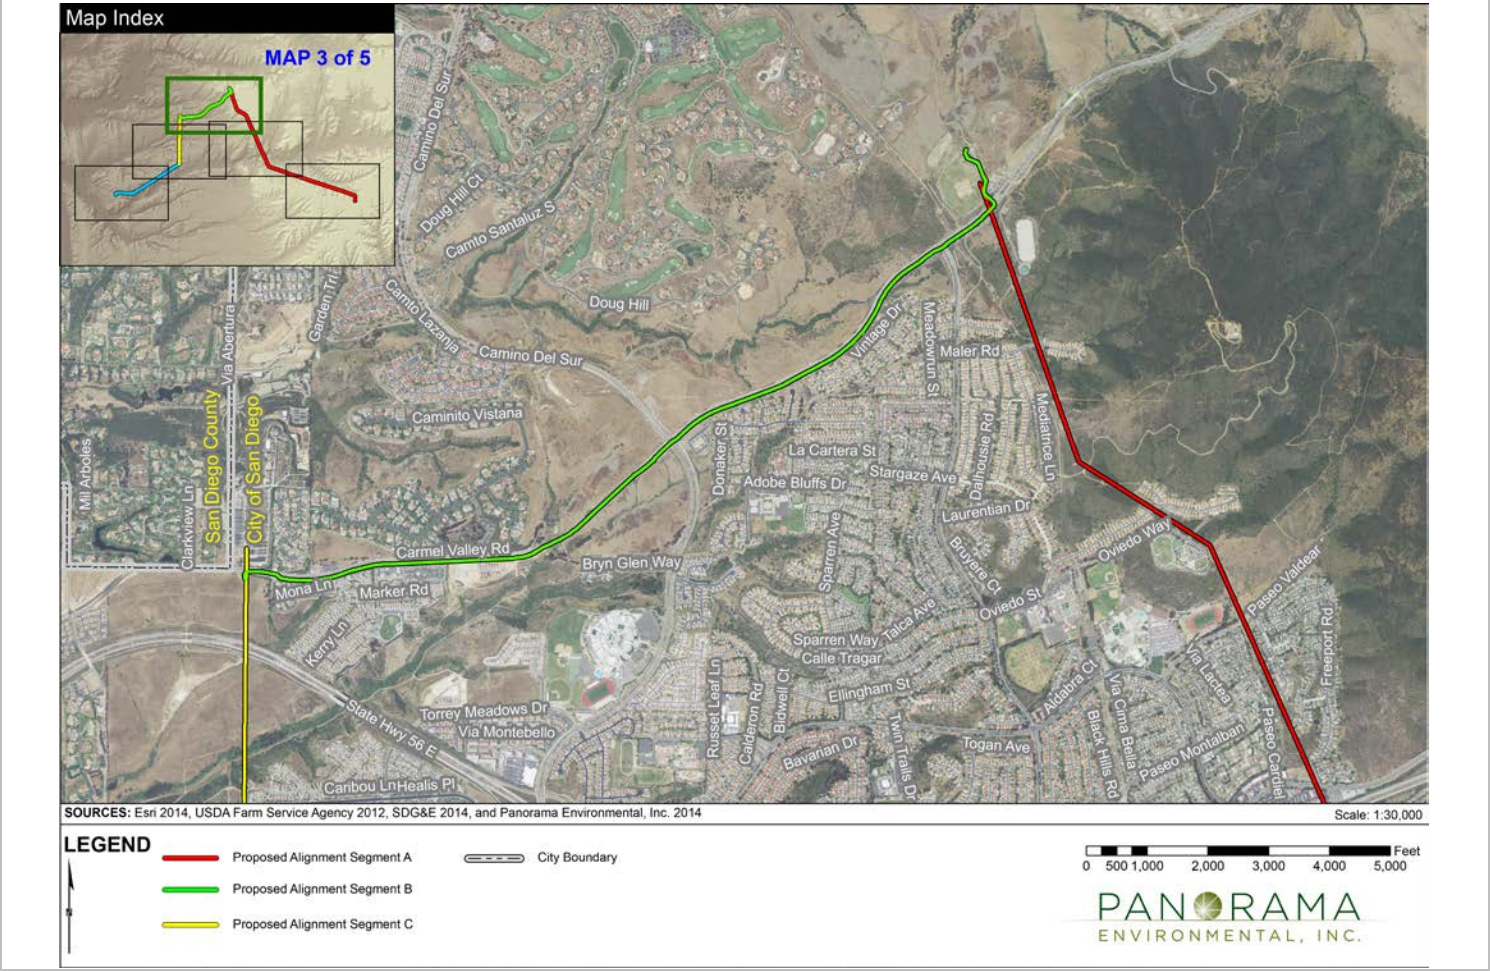 Map Index
MAP 3 of 5
Camino Del Sur
Doug Hill Ct
Camto Santaluz S
Doug Hill
Garden Trl
Camto Lazanja
Camino Del Sur
Via Abertura
Vintage Dr
Meadowrun St
Maler Rd
Caminito Vistana
San Diego County
City of San Diego
Mil Arboles
Clarkview Ln
Donaker St
La Cartera St
Stargaze Ave
Adobe Bluffs Dr
Dalhousie Rd
Mediatrice Ln
Laurentian Dr
Sparren Ave
Carmel Valley Rd
Bryn Glen Way
Bruyere Ct
Oviedo Way
Paseo Valdear
Mona Ln
Marker Rd
Kerry Ln
Talca Ave
Oviedo St
Sparren Way
Calle Tragar
Freeport Rd
Ellingham St
Aldabra Ct
Via Lactea
Via Cima Bella
Russet Leaf Ln
Calderon Rd
Bidwell Ct
Torrey Meadows Dr
Via Montebello
State Hwy 56 E
Bavarian Dr
Twin Trails Dr
Togan Ave
Black Hills Rd
Paseo Montalban
Paseo Cardiel
Caribou Ln
Healis Pl
SOURCES: Esri 2014, USDA Farm Service Agency 2012, SDG&E 2014, and Panorama Environmental, Inc. 2014
Scale: 1:30,000
LEGEND
Proposed Alignment Segment A
City Boundary
Proposed Alignment Segment B
Proposed Alignment Segment C
Feet
0 500 1,000 2,000 3,000 4,000 5,000
PANORAMA
ENVIRONMENTAL, INC.